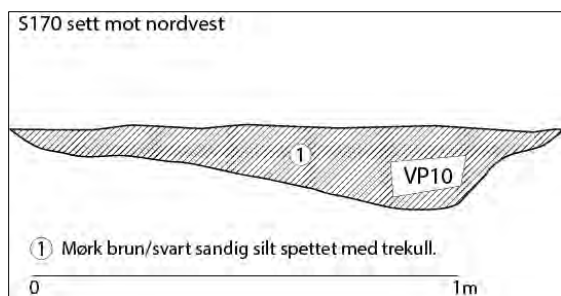 S170 sett mot nordvest
1
VP10
1 Mørk brun/svart sandig silt spettet med trekull.
0 1m